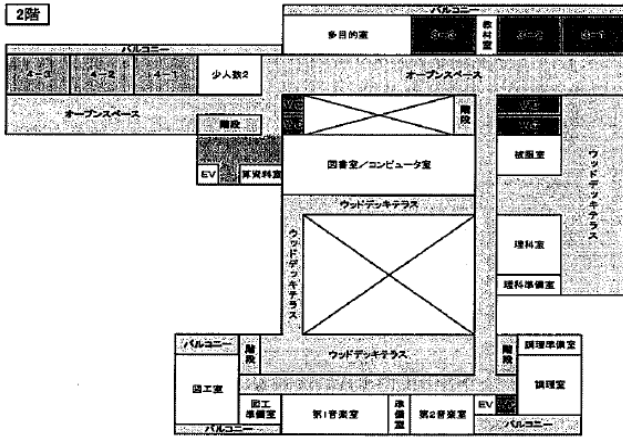 2階
バルコニー
多目的室
3-3
教材室
3-2
3-1
バルコニー
4-3
4-2
4-1
少人数2
オープンスペース
オープンスペース
階段
階段
EV
算資料室
図書室/コンピュータ室
被服室
ウッドデッキテラス
ウッドデッキテラス
ウッドデッキテラス
理科室
理科準備室
バルコニー
階段
ウッドデッキテラス
階段
調理準備室
図工室
調理室
図工準備室
第1音楽室
準備室
第2音楽室
EV
バルコニー
バルコニー